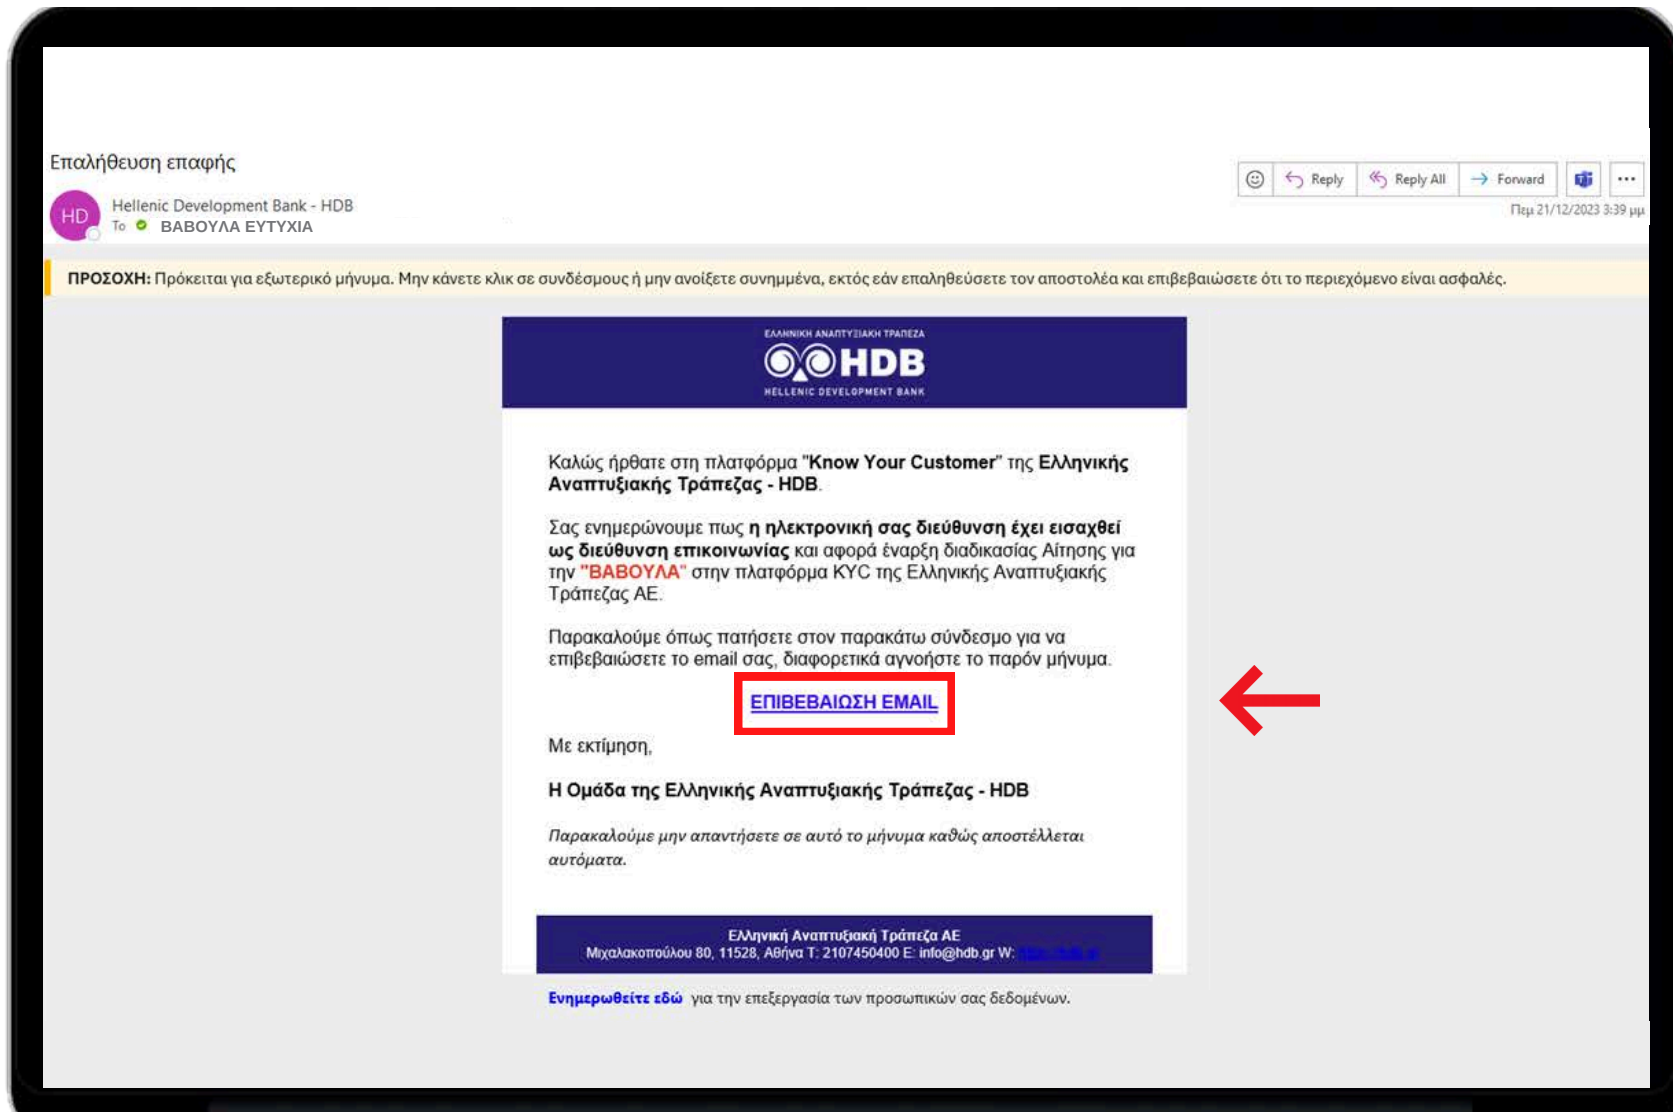 Επαλήθευση επαφής
Reply
Reply All
Forward
HD
Hellenic Development Bank - HDB
Πεμ 21/12/2023 3:39 μμ
To ΒΑΒΟΥΛΑ ΕΥΤΥΧΙΑ
ΠΡΟΣΟΧΗ: Πρόκειται για εξωτερικό μήνυμα. Μην κάνετε κλικ σε συνδέσμους ή μην ανοίξετε συνημμένα, εκτός εάν επαληθεύσετε τον αποστολέα και επιβεβαιώσετε ότι το περιεχόμενο είναι ασφαλές.
ΕΛΛΗΝΙΚΗ ΑΝΑΠΤΥΞΙΑΚΗ ΤΡΑΠΕΖΑ
HDB
HELLENIC DEVELOPMENT BANK
Καλώς ήρθατε στη πλατφόρμα "Know Your Customer" της Ελληνικής
Αναπτυξιακής Τράπεζας - HDB.
Σας ενημερώνουμε πως η ηλεκτρονική σας διεύθυνση έχει εισαχθεί
ως διεύθυνση επικοινωνίας και αφορά έναρξη διαδικασίας Αίτησης για
την "ΒΑΒΟΥΛΑ" στην πλατφόρμα KYC της Ελληνικής Αναπτυξιακής
Τράπεζας ΑΕ.
Παρακαλούμε όπως πατήσετε στον παρακάτω σύνδεσμο για να
επιβεβαιώσετε το email σας, διαφορετικά αγνοήστε το παρόν μήνυμα.
ΕΠΙΒΕΒΑΙΩΣΗ EMAIL
Με εκτίμηση,
Η Ομάδα της Ελληνικής Αναπτυξιακής Τράπεζας - HDB
Παρακαλούμε μην απαντήσετε σε αυτό το μήνυμα καθώς αποστέλλεται
αυτόματα.
Ελληνική Αναπτυξιακή Τράπεζα ΑΕ
Μιχαλακοπούλου 80, 11528, Αθήνα Τ: 2107450400 E: info@hdb.gr W:
Ενημερωθείτε εδώ για την επεξεργασία των προσωπικών σας δεδομένων.